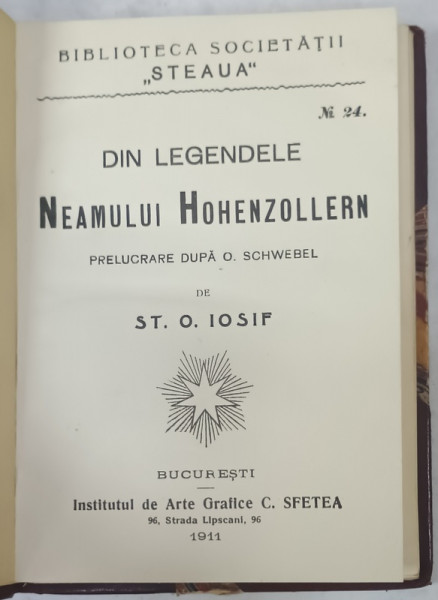 BIBLIOTECA SOCIETĂȚII
„STEAUA“
№ 24.
DIN LEGENDELE
NEAMULUI HOHENZOLLERN
PRELUCRARE DUPĂ O. SCHWEBEL
DE
ST. O. IOSIF
BUCUREȘTI
Institutul de Arte Grafice C. SFETEA
96, Strada Lipscani, 96
1911